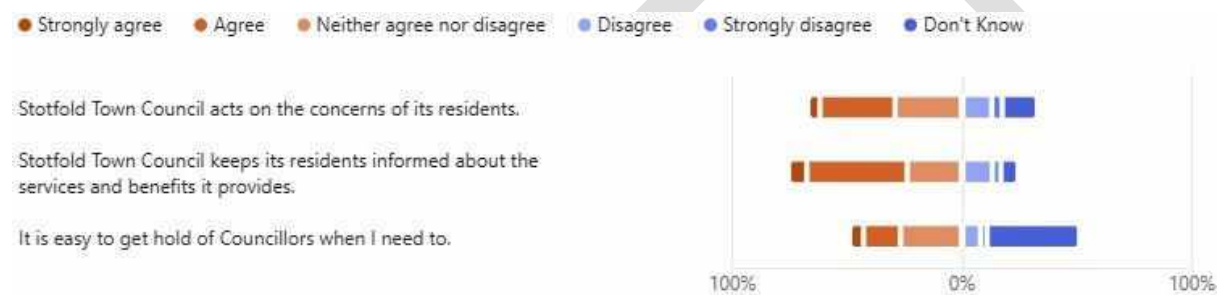 Strongly agree Agree Neither agree nor disagree Disagree Strongly disagree Don't Know
Stotfold Town Council acts on the concerns of its residents.
Stotfold Town Council keeps its residents informed about the
services and benefits it provides.
It is easy to get hold of Councillors when I need to.
100% 0% 100%